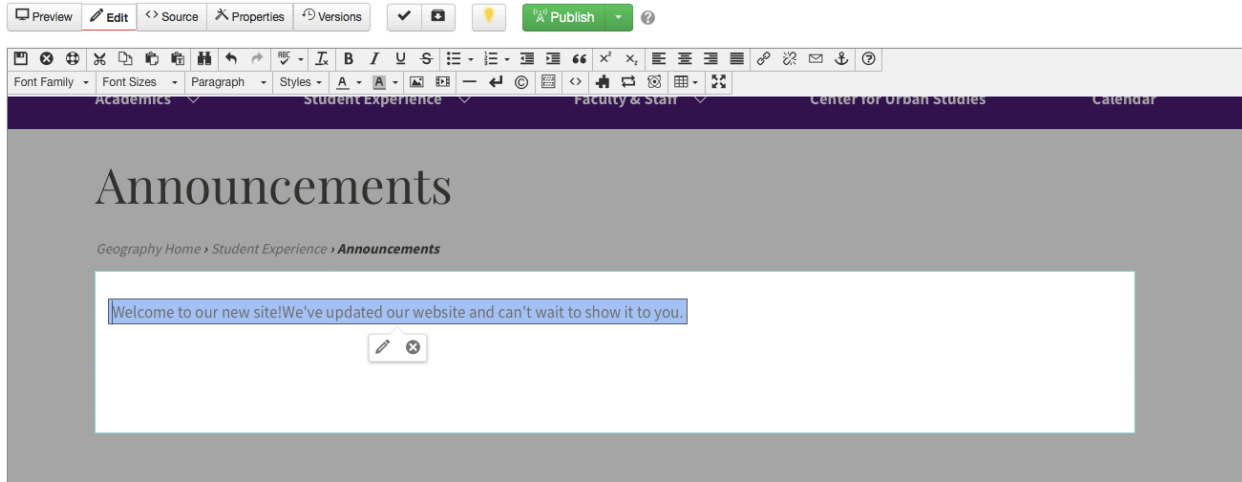 Preview Edit Source Properties Versions Publish
ABC
Font Family Font Sizes Paragraph Styles A A
Academics Student Experience Faculty & Staff Center for Urban Studies Calendar
Announcements
Geography Home › Student Experience › Announcements
Welcome to our new site!We've updated our website and can't wait to show it to you.